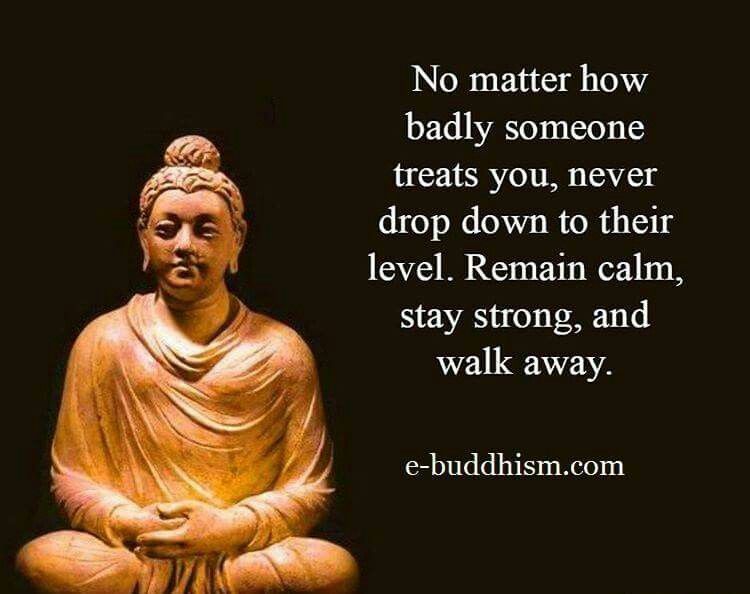 No matter how
badly someone
treats you, never
drop down to their
level. Remain calm,
stay strong, and
walk away.
e-buddhism.com